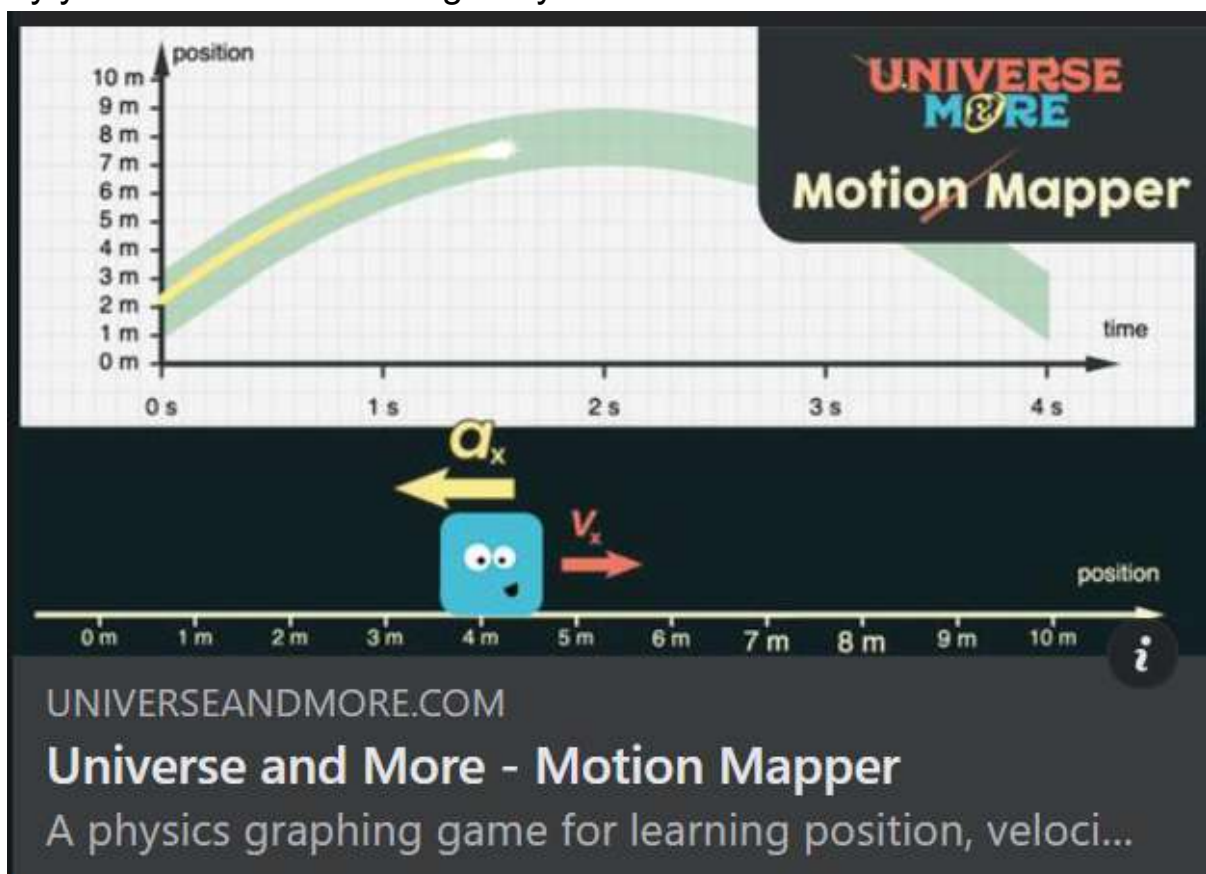 position
UNIVERSE
& MORE
Motion Mapper
10 m
9 m
8 m
7 m
6 m
5 m
4 m
3 m
2 m
1 m
0 m
time
0 s 1 s 2 s 3 s 4 s
ax
vx
position
0 m 1 m 2 m 3 m 4 m 5 m 6 m 7 m 8 m 9 m 10 m
i
UNIVERSEANDMORE.COM
Universe and More - Motion Mapper
A physics graphing game for learning position, veloci...